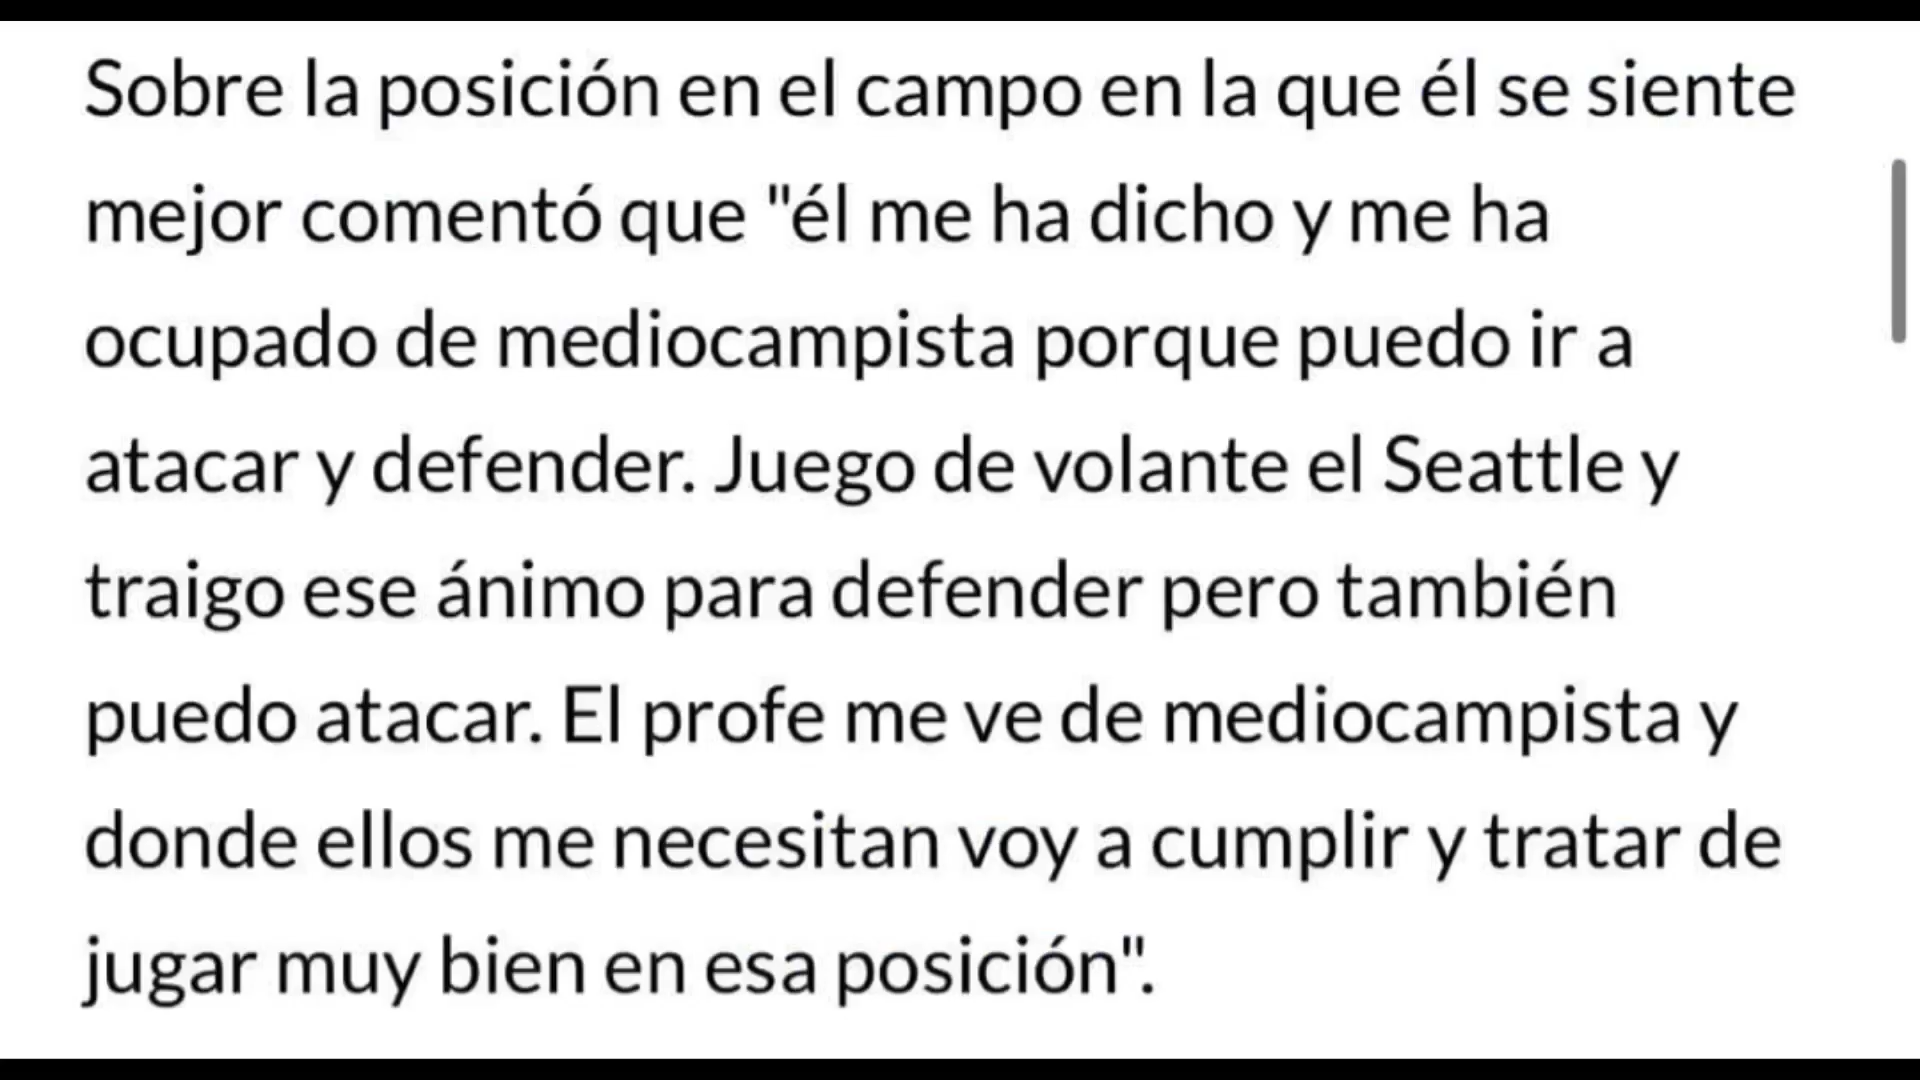 Sobre la posición en el campo en la que él se siente
mejor comentó que "él me ha dicho y me ha
ocupado de mediocampista porque puedo ir a
atacar y defender. Juego de volante el Seattle y
traigo ese ánimo para defender pero también
puedo atacar. El profe me ve de mediocampista y
donde ellos me necesitan voy a cumplir y tratar de
jugar muy bien en esa posición".